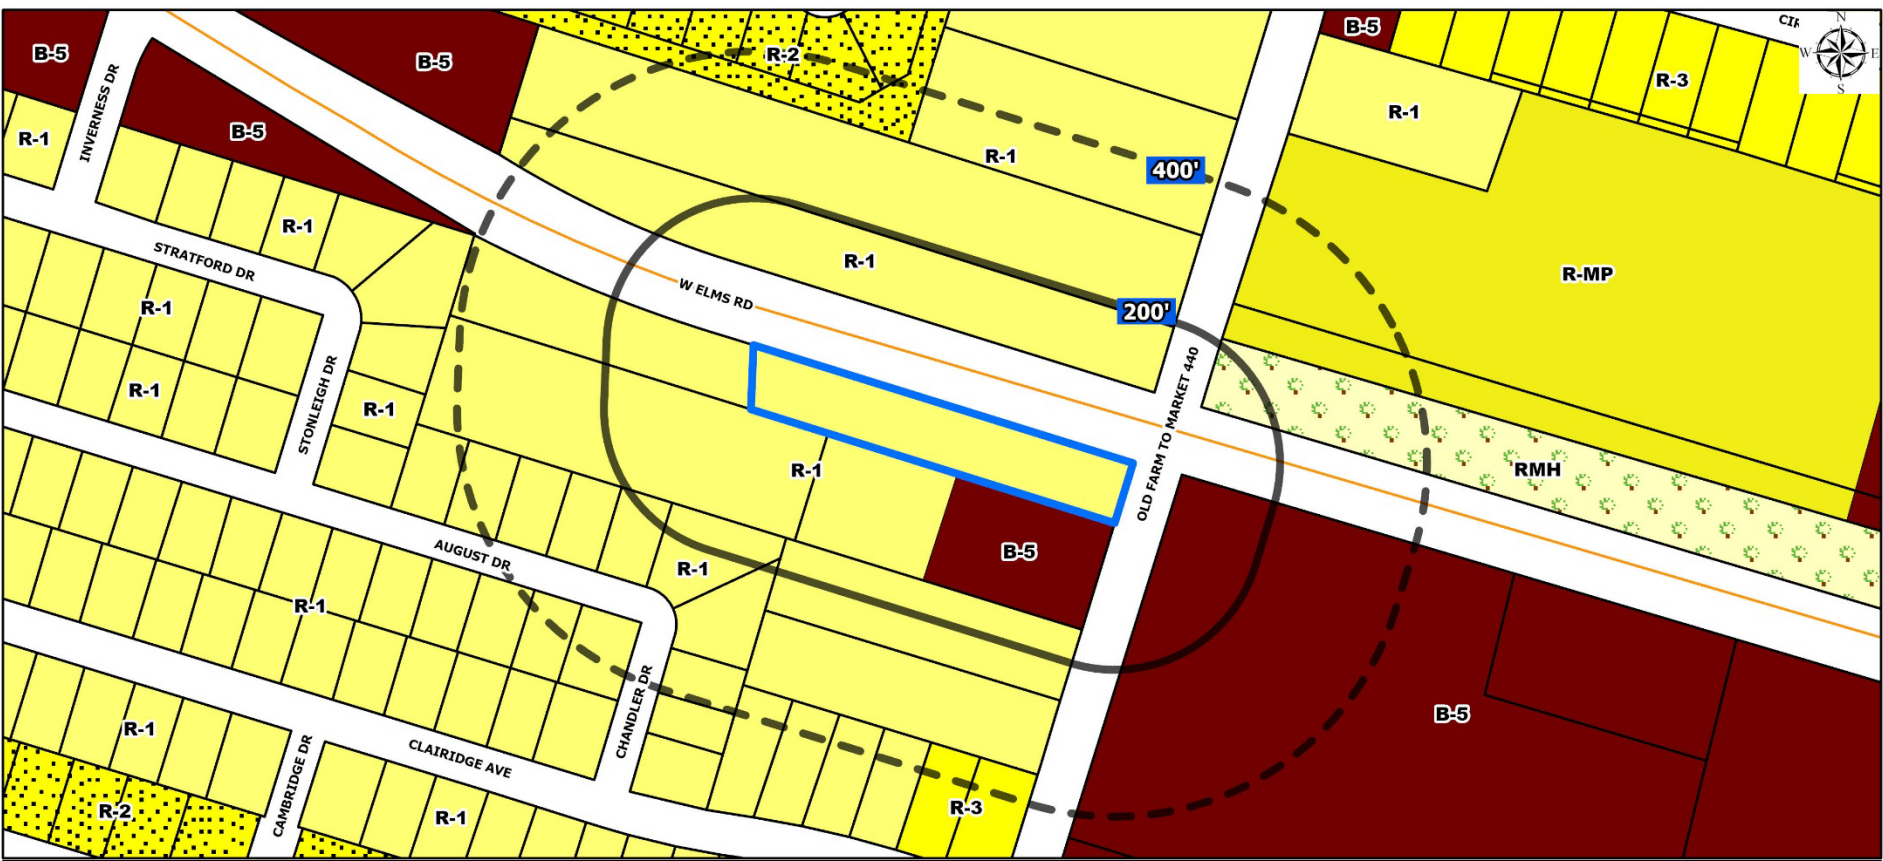 B-5
B-5
R-2
B-5
CIR
N
W E
S
R-3
R-1
R-1
INVERNESS DR
B-5
R-1
400'
R-1
STRATFORD DR
R-1
R-MP
R-1
W ELMS RD
200'
R-1
STONLEIGH DR
R-1
OLD FARM TO MARKET 440
R-1
RMH
AUGUST DR
B-5
R-1
R-1
CHANDLER DR
B-5
R-1
CLAIRIDGE AVE
CAMBRIDGE DR
R-2
R-1
R-3